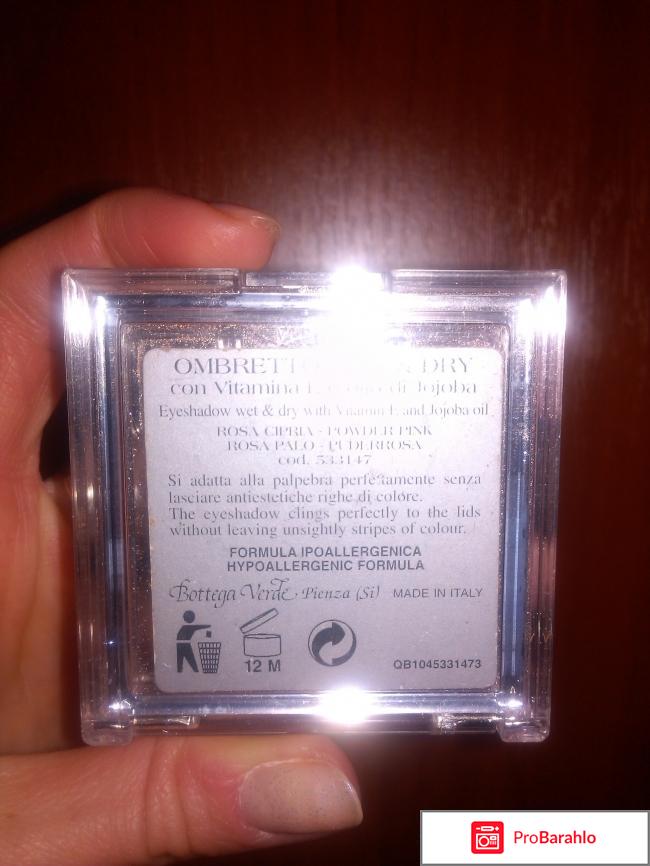 OMBRETTO & DRY
con Vitamina E e olio di Jojoba
Eyeshadow wet & dry with Vitamin E and Jojoba oil
ROSA CIPRIA - POWDER PINK
ROSA PALO - PUDERROSA
cod. 533147
Si adatta alla palpebra perfettamente senza
lasciare antiestetiche righe di colore.
The eyeshadow clings perfectly to the lids
without leaving unsightly stripes of colour.
FORMULA IPOALLERGENICA
HYPOALLERGENIC FORMULA
Bottega Verde Pienza (Si) MADE IN ITALY
12 M
QB1045331473
ProBarahlo